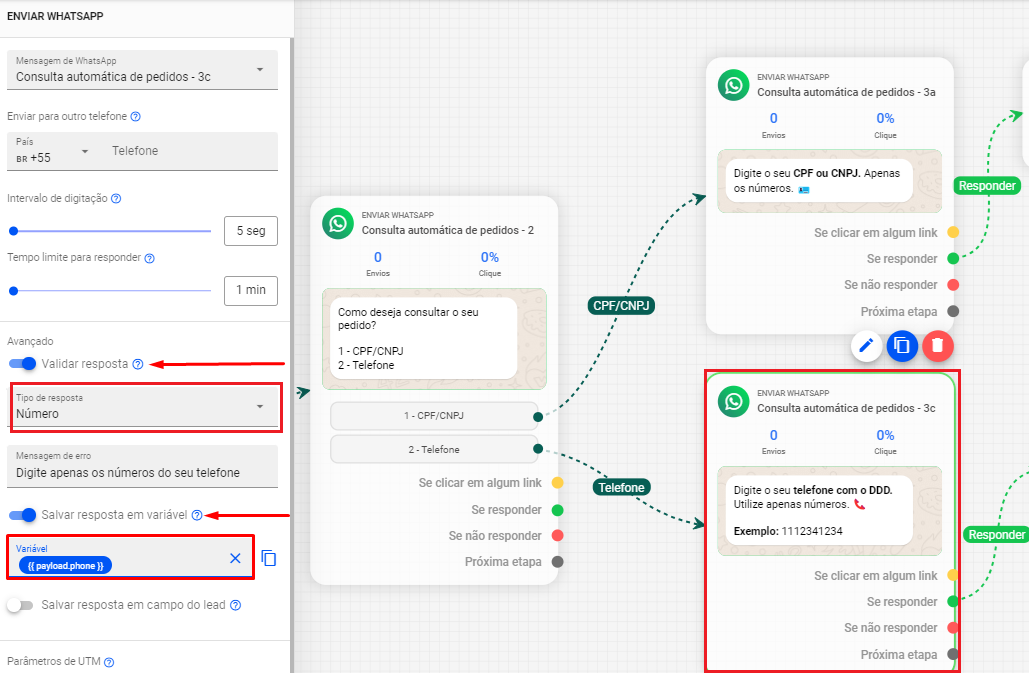 ENVIAR WHATSAPP
Mensagem de WhatsApp
Consulta automática de pedidos - 3c
Enviar para outro telefone
País
BR +55
Telefone
Intervalo de digitação
5 seg
Tempo limite para responder
1 min
Avançado
Validar resposta
Tipo de resposta
Número
Mensagem de erro
Digite apenas os números do seu telefone
Salvar resposta em variável
Variável
{{ payload.phone }}
Salvar resposta em campo do lead
Parâmetros de UTM
ENVIAR WHATSAPP
Consulta automática de pedidos - 2
0
0%
Envios
Clique
Como deseja consultar o seu
pedido?
1 - CPF/CNPJ
2 - Telefone
1 - CPF/CNPJ
2 - Telefone
Se clicar em algum link
Se responder
Se não responder
Próxima etapa
CPF/CNPJ
Telefone
ENVIAR WHATSAPP
Consulta automática de pedidos - 3a
0
0%
Envios
Clique
Digite o seu CPF ou CNPJ. Apenas
os números.
Se clicar em algum link
Se responder
Se não responder
Próxima etapa
Responder
ENVIAR WHATSAPP
Consulta automática de pedidos - 3c
0
0%
Envios
Clique
Digite o seu telefone com o DDD.
Utilize apenas números.
Exemplo: 1112341234
Se clicar em algum link
Se responder
Se não responder
Próxima etapa
Responder